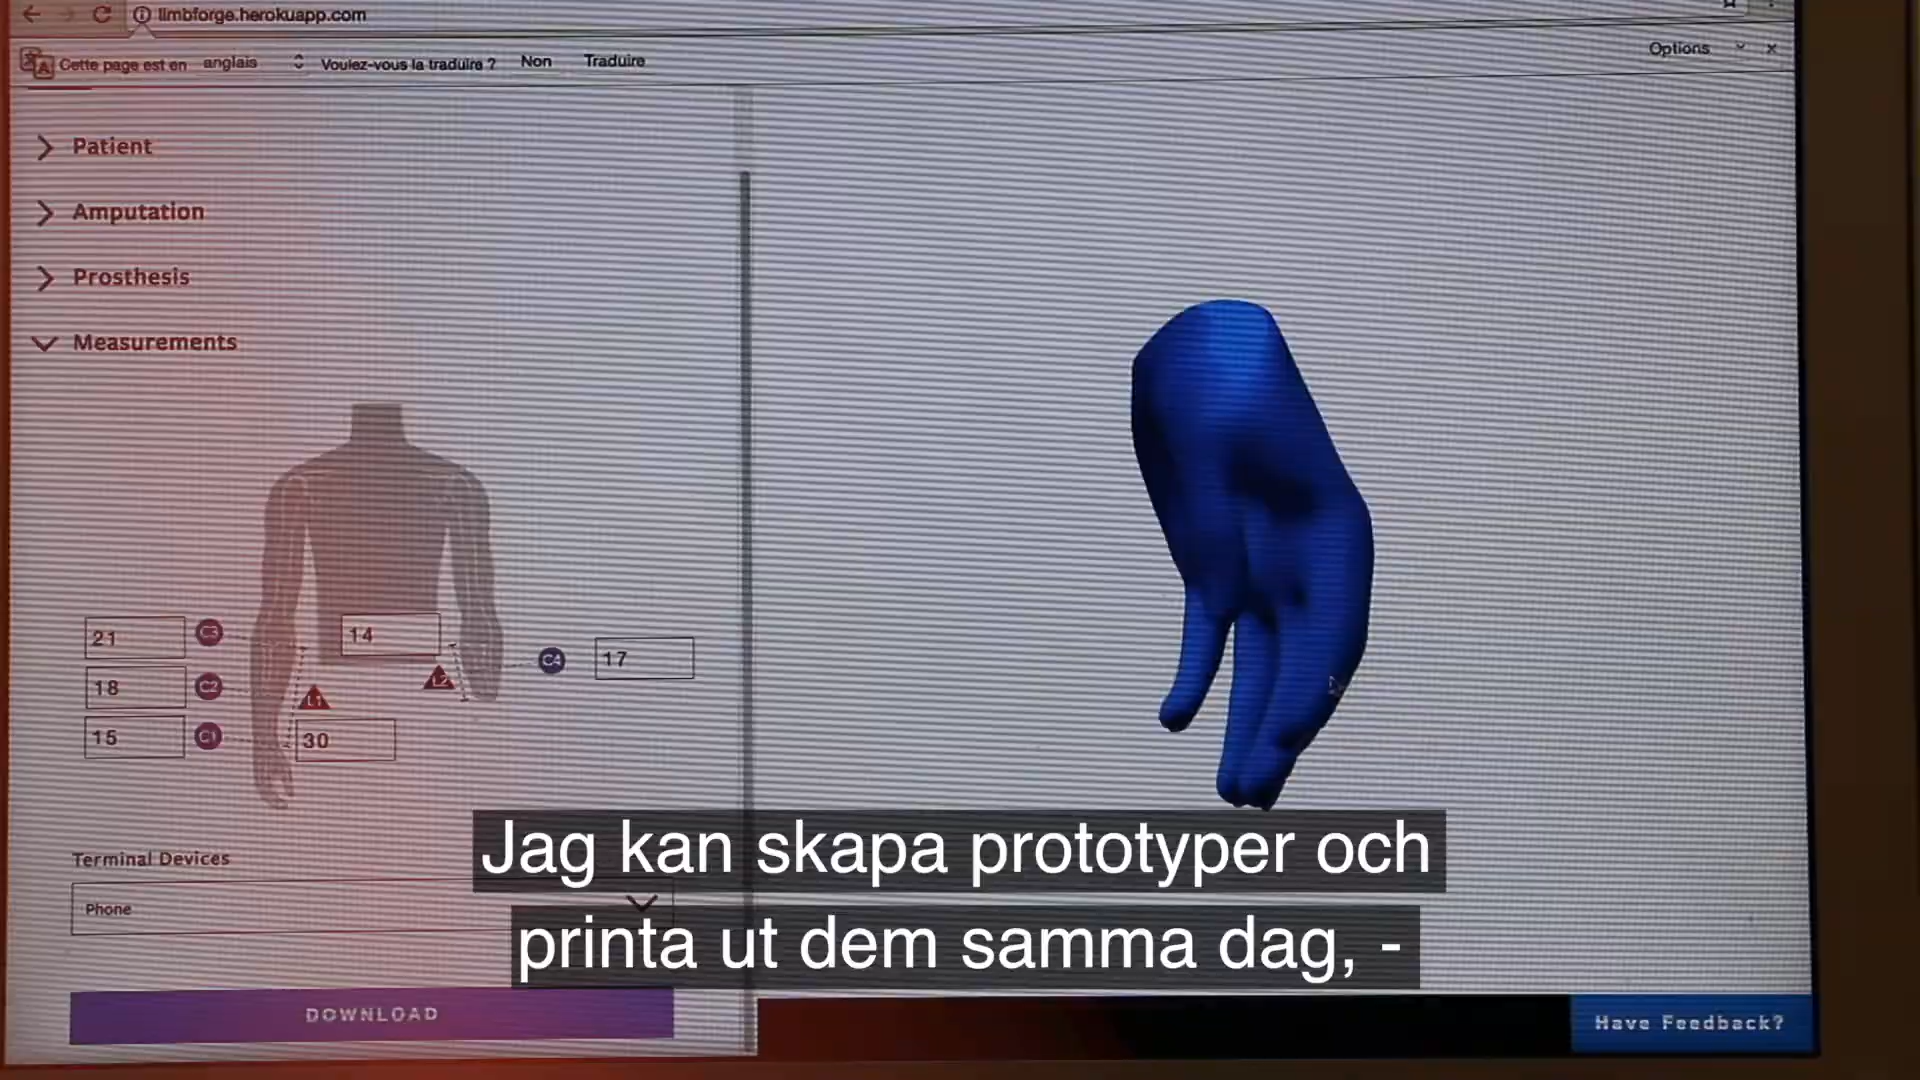 limbforge.herokuapp.com
Cette page est en anglais Voulez-vous la traduire ? Non Traduire Options
Patient
Amputation
Prosthesis
Measurements
21 C3 14
C4 17
18 C2 L1 L2
15 C1 30
Terminal Devices
Phone
DOWNLOAD
Have Feedback?
Jag kan skapa prototyper och
printa ut dem samma dag, -